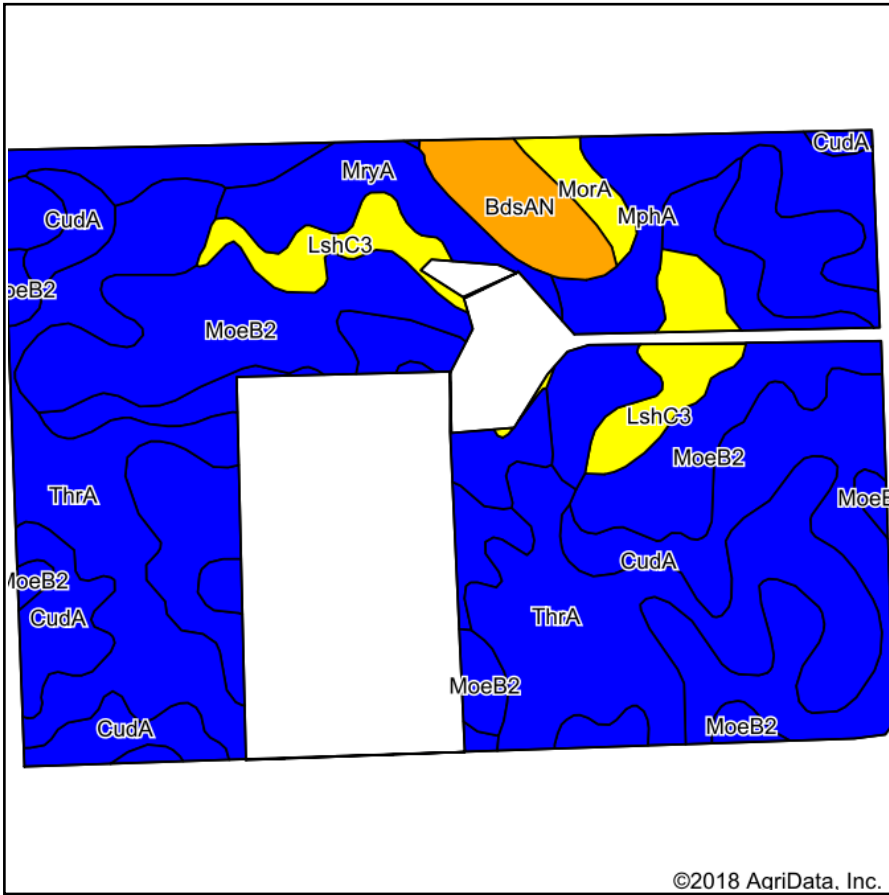 CudA
MryA
MorA
BdsAN
MphA
CudA
LshC3
oeB2
MoeB2
LshC3
MoeB2
ThrA
MoeB
MoeB2
CudA
CudA
ThrA
MoeB2
CudA
MoeB2
©2018 AgriData, Inc.